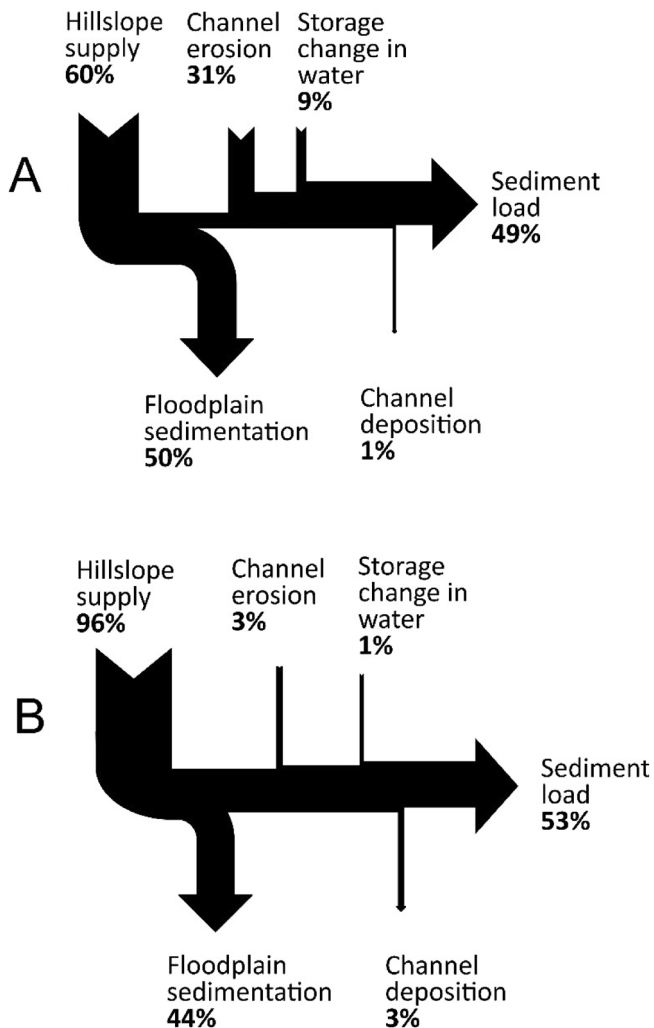 Hillslope
supply
60%
Channel
erosion
31%
Storage
change in
water
9%
A
Sediment
load
49%
Floodplain
sedimentation
50%
Channel
deposition
1%
Hillslope
supply
96%
Channel
erosion
3%
Storage
change in
water
1%
B
Sediment
load
53%
Floodplain
sedimentation
44%
Channel
deposition
3%